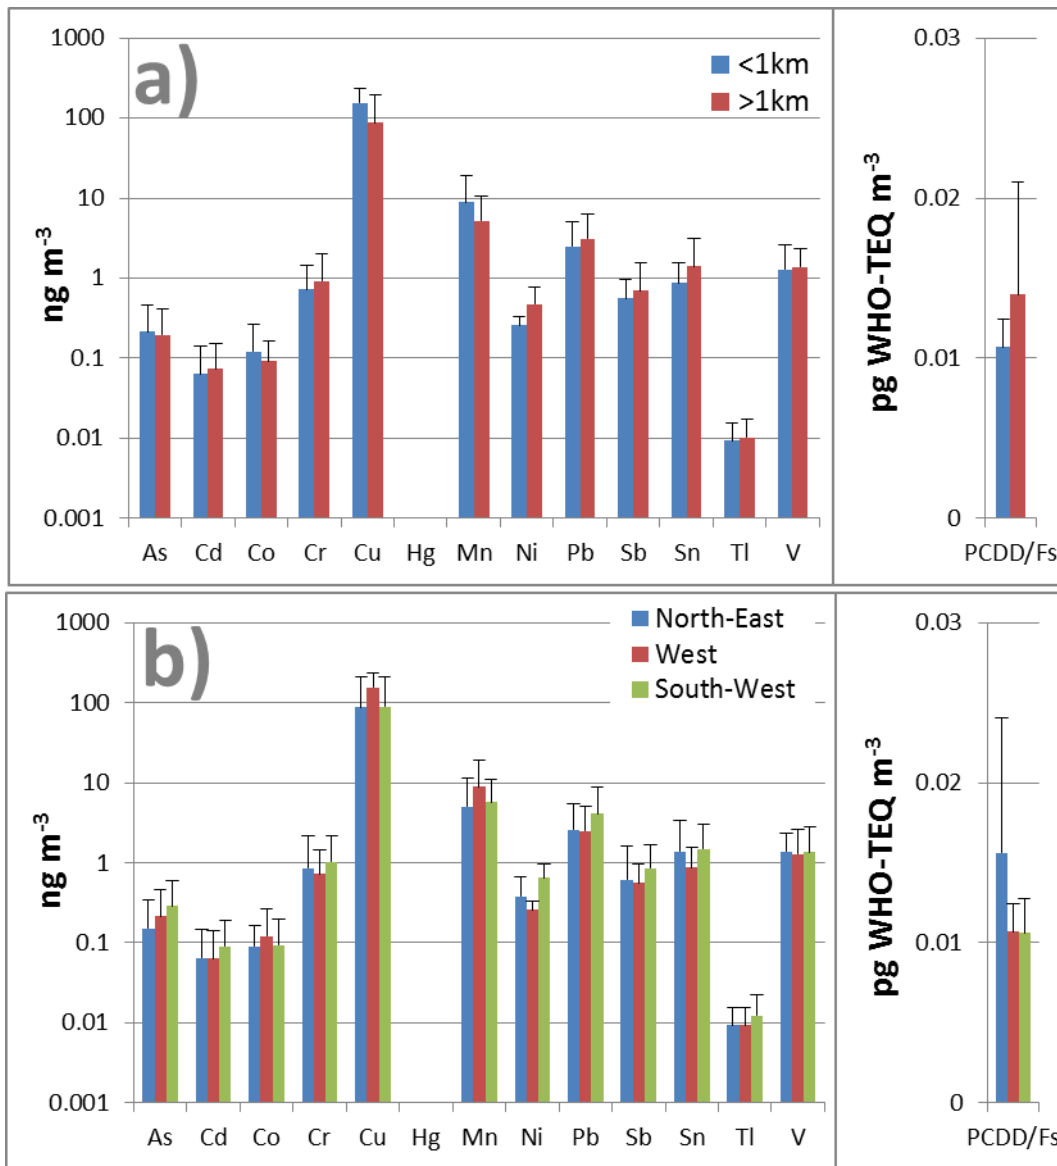 a)
<1km
>1km
ng m-3
1000
100
10
1
0.1
0.01
0.001
As Cd Co Cr Cu Hg Mn Ni Pb Sb Sn Tl V
pg WHO-TEQ m-3
0.03
0.02
0.01
0
PCDD/Fs
b)
North-East
West
South-West
ng m-3
1000
100
10
1
0.1
0.01
0.001
As Cd Co Cr Cu Hg Mn Ni Pb Sb Sn Tl V
pg WHO-TEQ m-3
0.03
0.02
0.01
0
PCDD/Fs